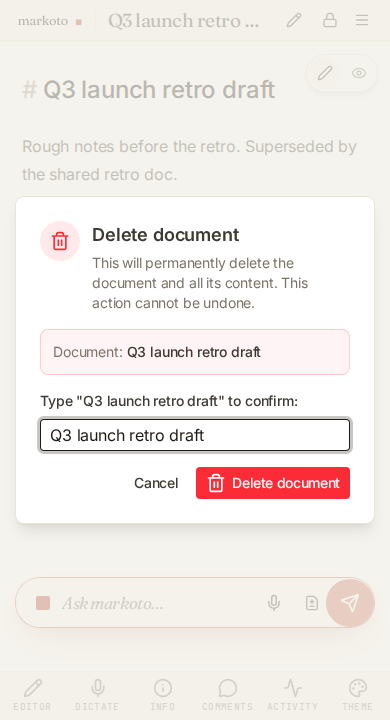 markoto
Q3 launch retro ...
# Q3 launch retro draft
Rough notes before the retro. Superseded by
the shared retro doc.
Delete document
This will permanently delete the
document and all its content. This
action cannot be undone.
Document: Q3 launch retro draft
Type "Q3 launch retro draft" to confirm:
Q3 launch retro draft
Cancel
Delete document
Ask markoto...
EDITOR
DICTATE
INFO
COMMENTS
ACTIVITY
THEME